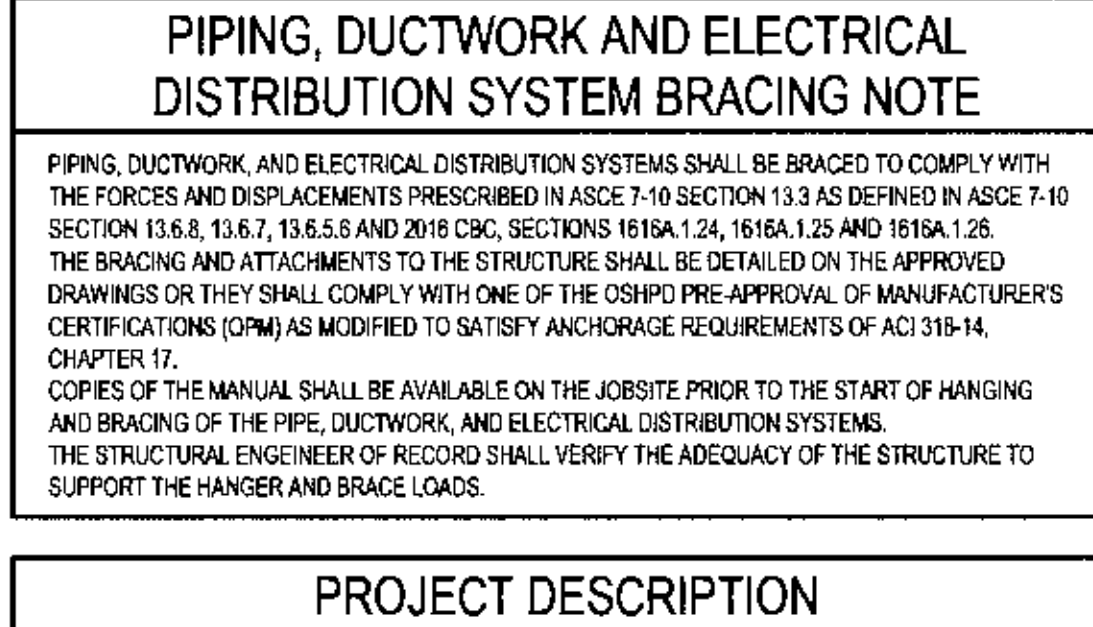 PIPING, DUCTWORK AND ELECTRICAL
DISTRIBUTION SYSTEM BRACING NOTE
PIPING, DUCTWORK, AND ELECTRICAL DISTRIBUTION SYSTEMS SHALL BE BRACED TO COMPLY WITH
THE FORCES AND DISPLACEMENTS PRESCRIBED IN ASCE 7-10 SECTION 13.3 AS DEFINED IN ASCE 7-10
SECTION 13.6.8, 13.6.7, 13.6.5.6 AND 2016 CBC, SECTIONS 1616A.1.24, 1616A.1.25 AND 1616A.1.26.
THE BRACING AND ATTACHMENTS TO THE STRUCTURE SHALL BE DETAILED ON THE APPROVED
DRAWINGS OR THEY SHALL COMPLY WITH ONE OF THE OSHPD PRE-APPROVAL OF MANUFACTURER'S
CERTIFICATIONS (OPM) AS MODIFIED TO SATISFY ANCHORAGE REQUIREMENTS OF ACI 318-14,
CHAPTER 17.
COPIES OF THE MANUAL SHALL BE AVAILABLE ON THE JOBSITE PRIOR TO THE START OF HANGING
AND BRACING OF THE PIPE, DUCTWORK, AND ELECTRICAL DISTRIBUTION SYSTEMS.
THE STRUCTURAL ENGEINEER OF RECORD SHALL VERIFY THE ADEQUACY OF THE STRUCTURE TO
SUPPORT THE HANGER AND BRACE LOADS.
PROJECT DESCRIPTION